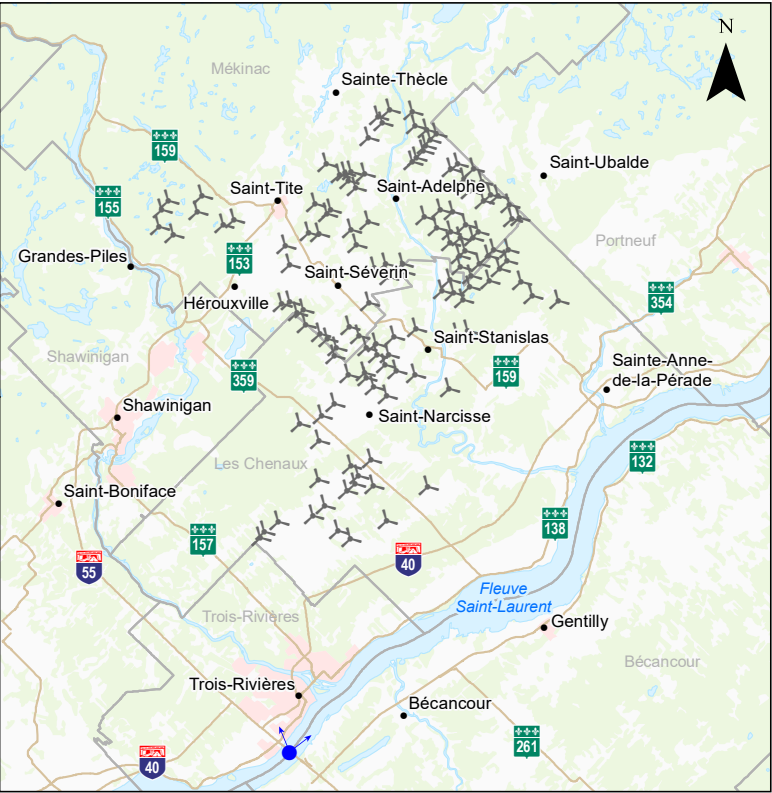 N
Mékinac
Sainte-Thècle
159
Saint-Ubalde
Saint-Tite
Saint-Adelphe
155
Portneuf
Grandes-Piles
153
Saint-Séverin
Hérouxville
354
Saint-Stanislas
Shawinigan
Sainte-Anne-
de-la-Pérade
359
159
Shawinigan
Saint-Narcisse
Les Chenaux
132
Saint-Boniface
138
157
40
55
Fleuve
Saint-Laurent
Trois-Rivières
Gentilly
Bécancour
Trois-Rivières
Bécancour
261
40